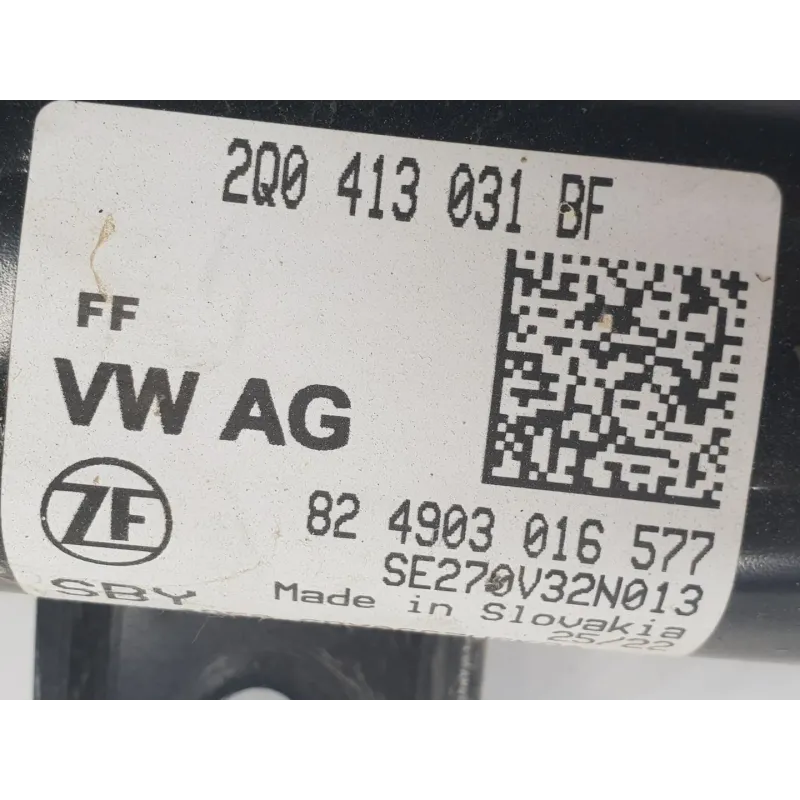 2Q0 413 031 BF
FF
VW AG
ZF
82 4903 016 577
SE270V32N013
SBY
Made in Slovakia
25/22